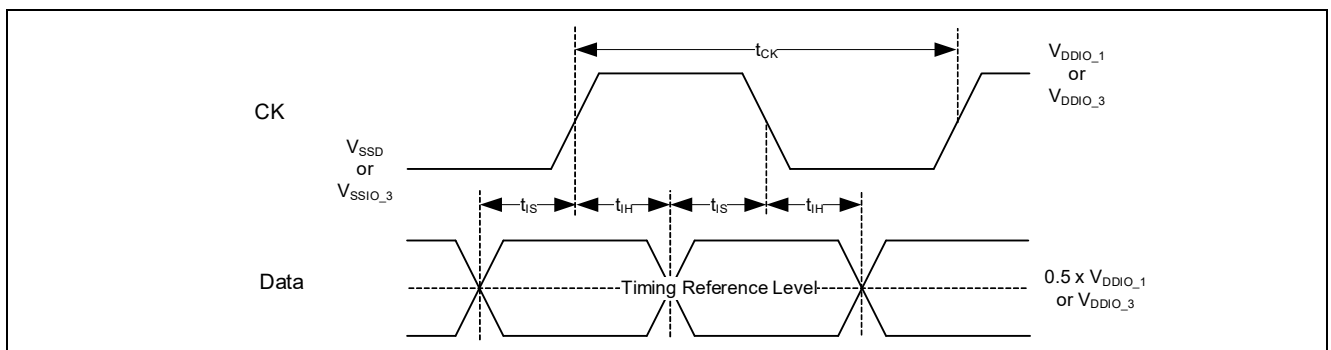 tCK
VDDIO_1
or
VDDIO_3
CK
VSSD
or
VSSIO_3
tIS tIH tIS tIH
Data
Timing Reference Level
0.5 x VDDIO_1
or VDDIO_3